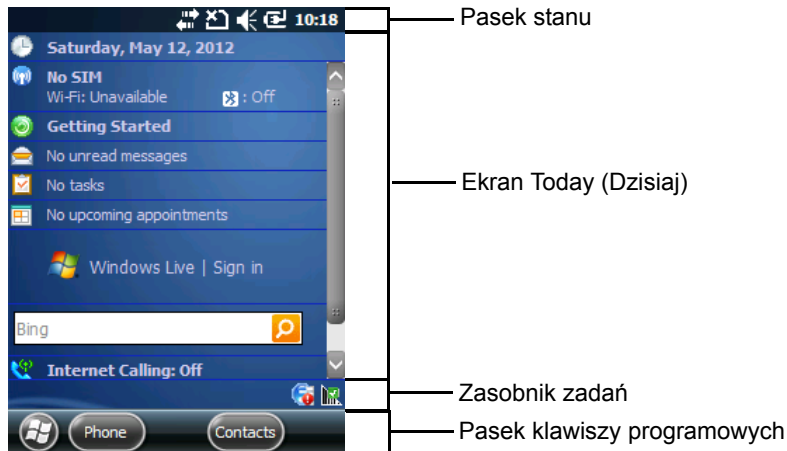 10:18
Pasek stanu
Saturday, May 12, 2012
No SIM
Wi-Fi: Unavailable : Off
Getting Started
No unread messages
No tasks
Ekran Today (Dzisiaj)
No upcoming appointments
Windows Live | Sign in
Bing
Internet Calling: Off
Zasobnik zadań
Phone Contacts
Pasek klawiszy programowych